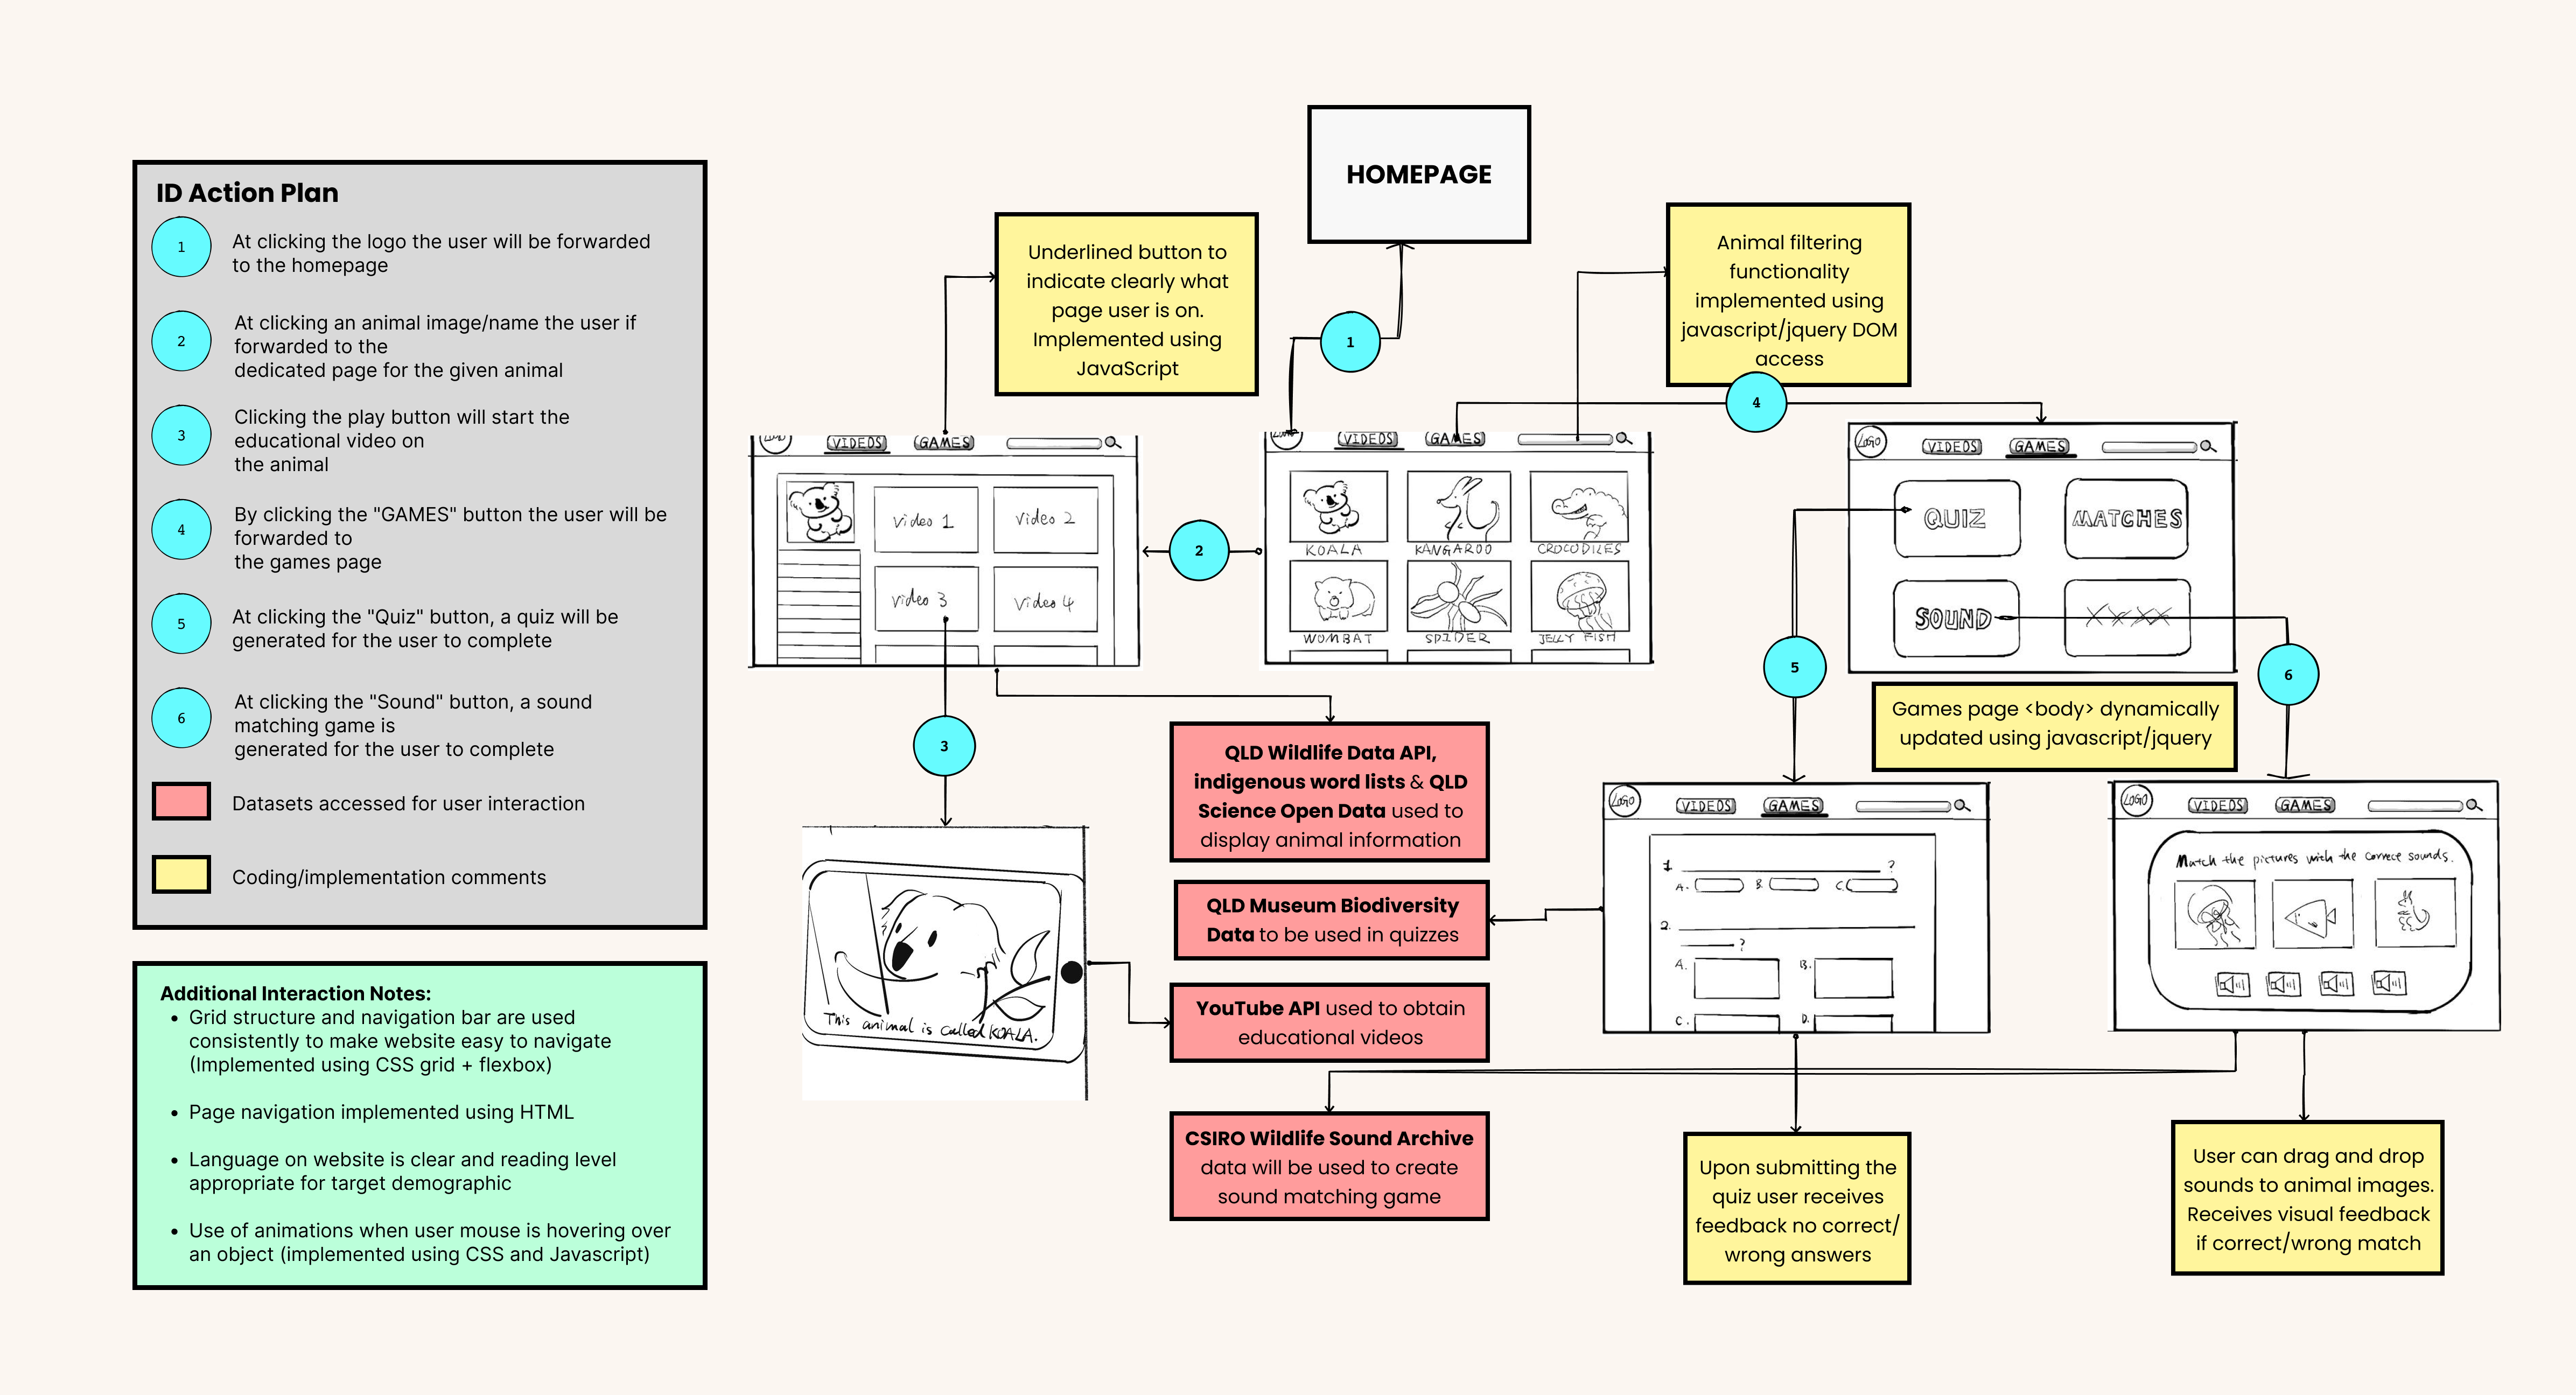 ID Action Plan
1
At clicking the logo the user will be forwarded
to the homepage
2
At clicking an animal image/name the user if
forwarded to the
dedicated page for the given animal
3
Clicking the play button will start the
educational video on
the animal
4
By clicking the "GAMES" button the user will be
forwarded to
the games page
5
At clicking the "Quiz" button, a quiz will be
generated for the user to complete
6
At clicking the "Sound" button, a sound
matching game is
generated for the user to complete
Datasets accessed for user interaction
Coding/implementation comments
Additional Interaction Notes:
• Grid structure and navigation bar are used
consistently to make website easy to navigate
(Implemented using CSS grid + flexbox)
• Page navigation implemented using HTML
• Language on website is clear and reading level
appropriate for target demographic
• Use of animations when user mouse is hovering over
an object (implemented using CSS and Javascript)
HOMEPAGE
Underlined button to
indicate clearly what
page user is on.
Implemented using
JavaScript
1
Animal filtering
functionality
implemented using
javascript/jquery DOM
access
4
LOGO VIDEOS GAMES
video 1 video 2
video 3 video 4
2
LOGO VIDEOS GAMES
KOALA KANGAROO CROCODILES
WOMBAT SPIDER JELLY FISH
LOGO VIDEOS GAMES
QUIZ MATCHES
SOUND XXXX
5
6
Games page <body> dynamically
updated using javascript/jquery
3
This animal is called KOALA.
QLD Wildlife Data API,
indigenous word lists & QLD
Science Open Data used to
display animal information
QLD Museum Biodiversity
Data to be used in quizzes
YouTube API used to obtain
educational videos
CSIRO Wildlife Sound Archive
data will be used to create
sound matching game
LOGO VIDEOS GAMES
1. ?
A. B. C.
2.
?
A. B.
C. D.
LOGO VIDEOS GAMES
Match the pictures with the correct sounds.
Upon submitting the
quiz user receives
feedback no correct/
wrong answers
User can drag and drop
sounds to animal images.
Receives visual feedback
if correct/wrong match